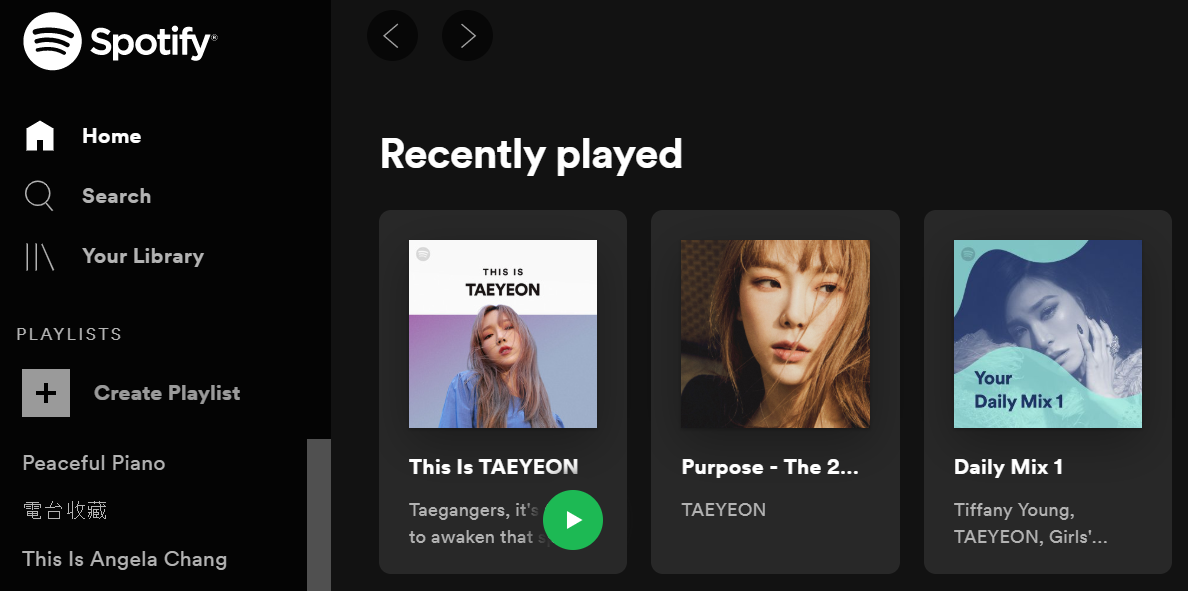 Spotify®
Home
Search
Your Library
PLAYLISTS
Create Playlist
Peaceful Piano
電台收藏
This Is Angela Chang
Recently played
THIS IS
TAEYEON
This Is TAEYEON
Taegangers, it's
to awaken that
Purpose - The 2...
TAEYEON
Your
Daily Mix 1
Daily Mix 1
Tiffany Young,
TAEYEON, Girls'...